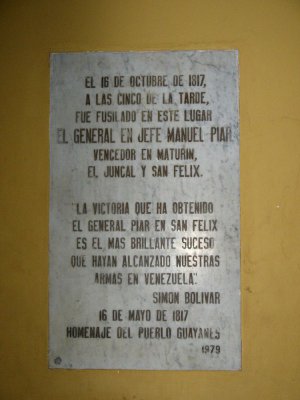 EL 16 DE OCTUBRE DE 1817,
A LAS CINCO DE LA TARDE,
FUE FUSILADO EN ESTE LUGAR
EL GENERAL EN JEFE MANUEL PIAR
VENCEDOR EN MATURIN,
EL JUNCAL Y SAN FELIX.
"LA VICTORIA QUE HA OBTENIDO
EL GENERAL PIAR EN SAN FELIX
ES EL MAS BRILLANTE SUCESO
QUE HAYAN ALCANZADO NUESTRAS
ARMAS EN VENEZUELA".
SIMON BOLIVAR
16 DE MAYO DE 1817
HOMENAJE DEL PUEBLO GUAYANES
1979